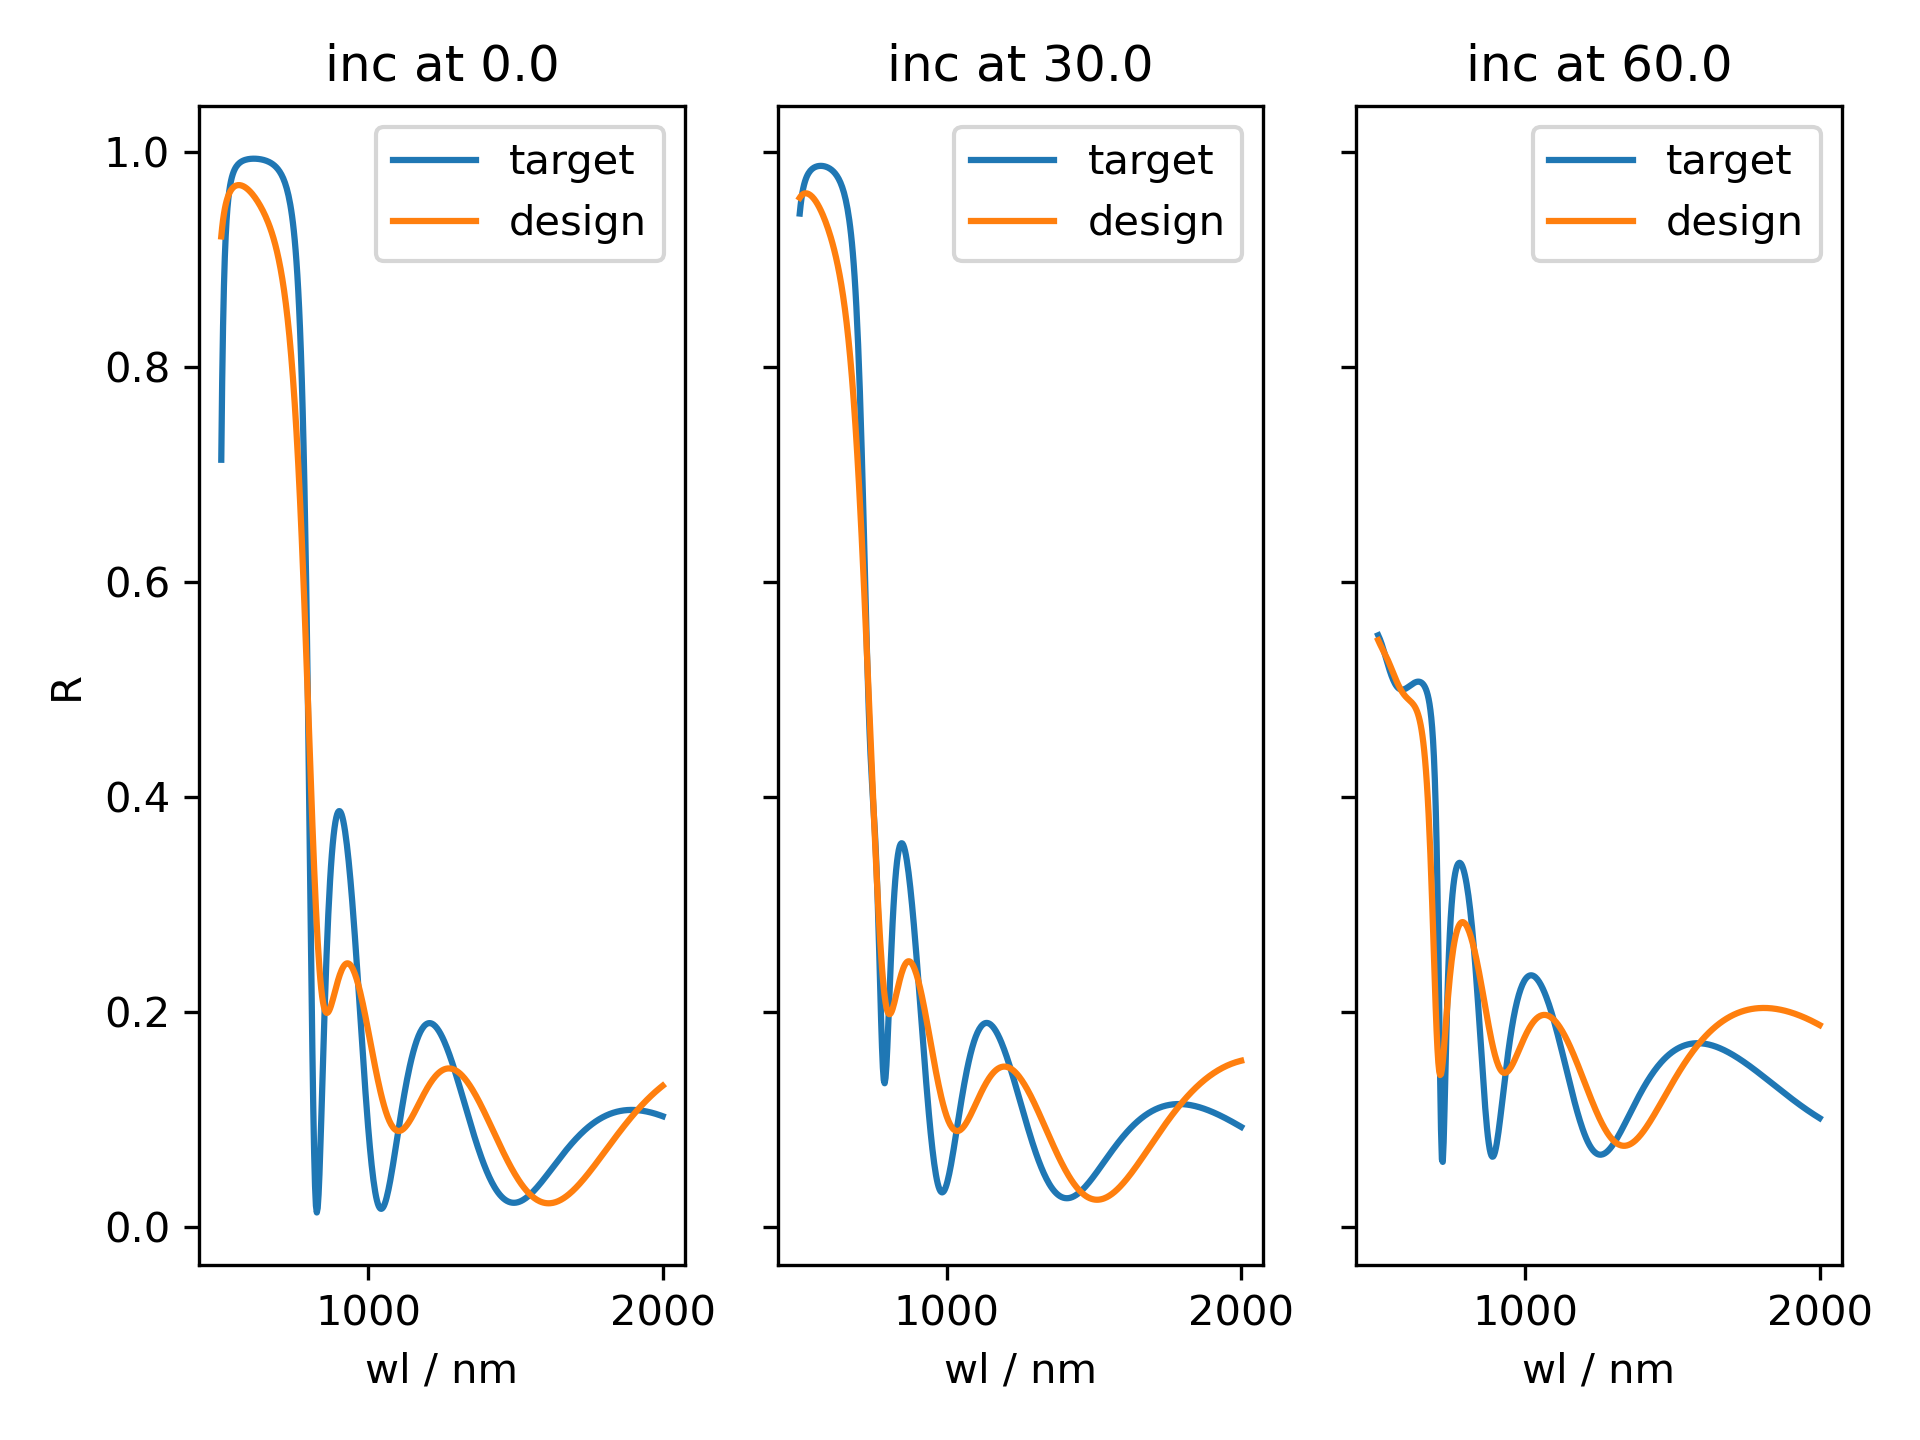 inc at 0.0
inc at 30.0
inc at 60.0
target
design
target
design
target
design
1.0
0.8
0.6
0.4
0.2
0.0
R
1000
2000
1000
2000
1000
2000
wl / nm
wl / nm
wl / nm